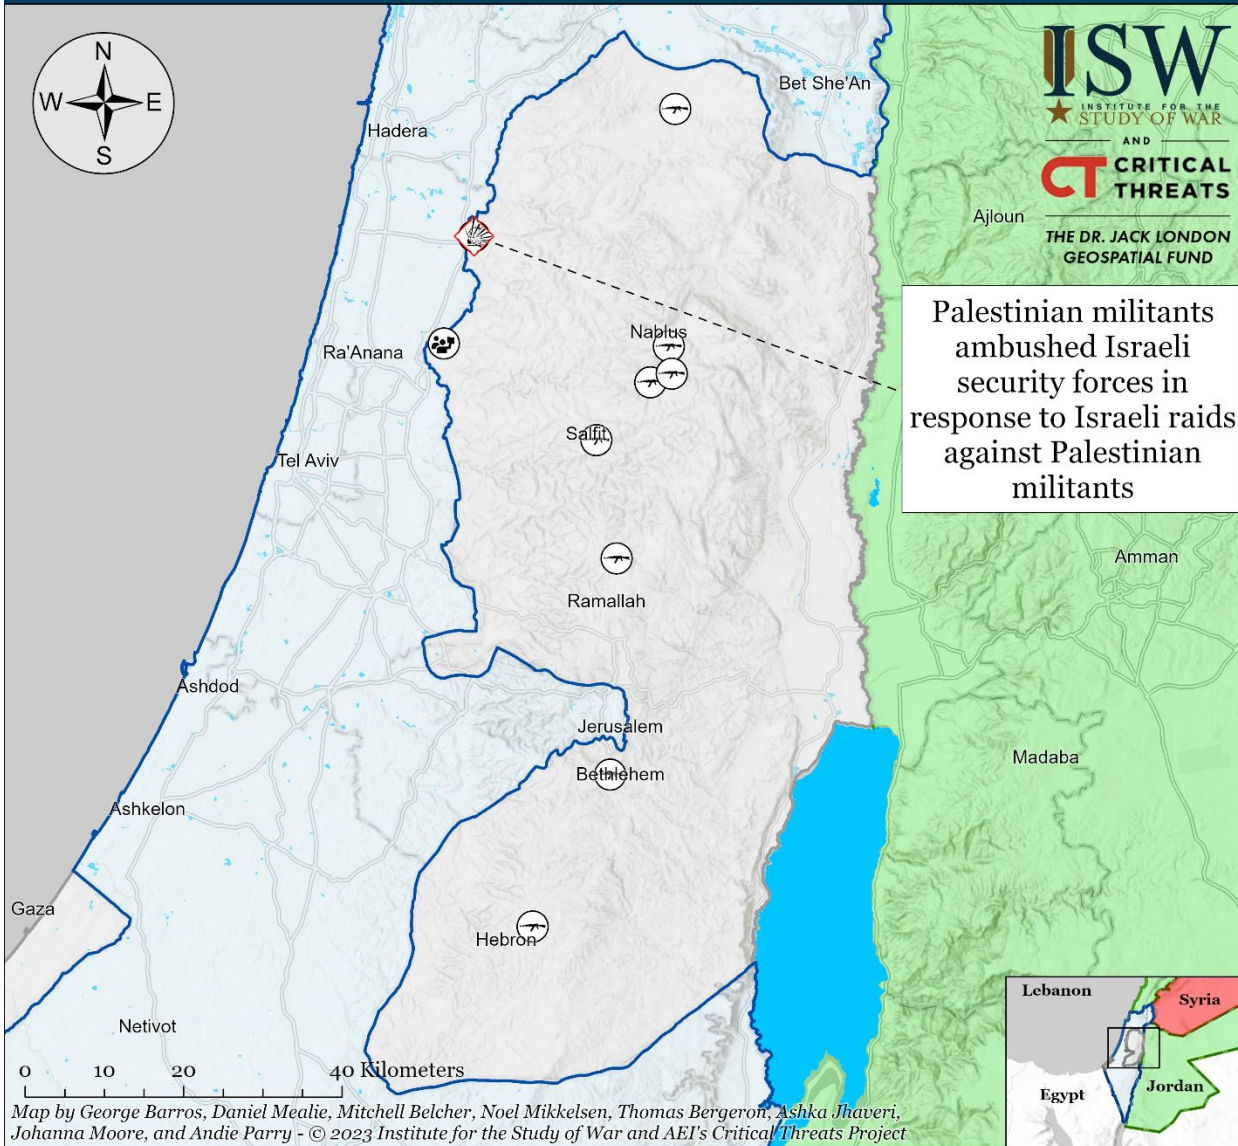 N
W E
S
Hadera
Bet She'An
ISW
INSTITUTE FOR THE
STUDY OF WAR
AND
CT CRITICAL
THREATS
THE DR. JACK LONDON
GEOSPATIAL FUND
Ajloun
Palestinian militants
ambushed Israeli
security forces in
response to Israeli raids
against Palestinian
militants
Nablus
Ra'Anana
Salfit
Tel Aviv
Amman
Ramallah
Ashdod
Jerusalem
Madaba
Bethlehem
Ashkelon
Gaza
Hebron
Netivot
Lebanon
Syria
Egypt
Jordan
0 10 20 40 Kilometers
Map by George Barros, Daniel Mealie, Mitchell Belcher, Noel Mikkelsen, Thomas Bergeron, Ashka Jhaveri,
Johanna Moore, and Andie Parry - © 2023 Institute for the Study of War and AEI's Critical Threats Project